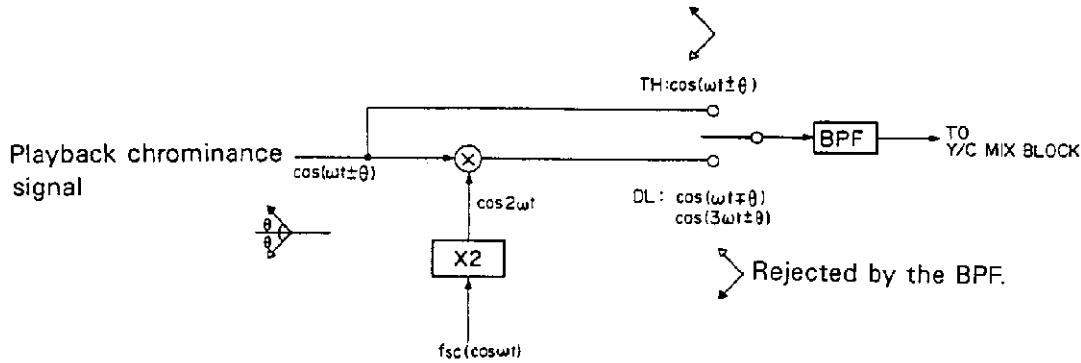 TH:cos(ωt±θ)
BPF
TO
Y/C MIX BLOCK
Playback chrominance
signal
cos(ωt±θ)
×
cos2ωt
DL: cos(ωt∓θ)
cos(3ωt±θ)
θ
θ
X2
Rejected by the BPF.
fsc(cosωt)